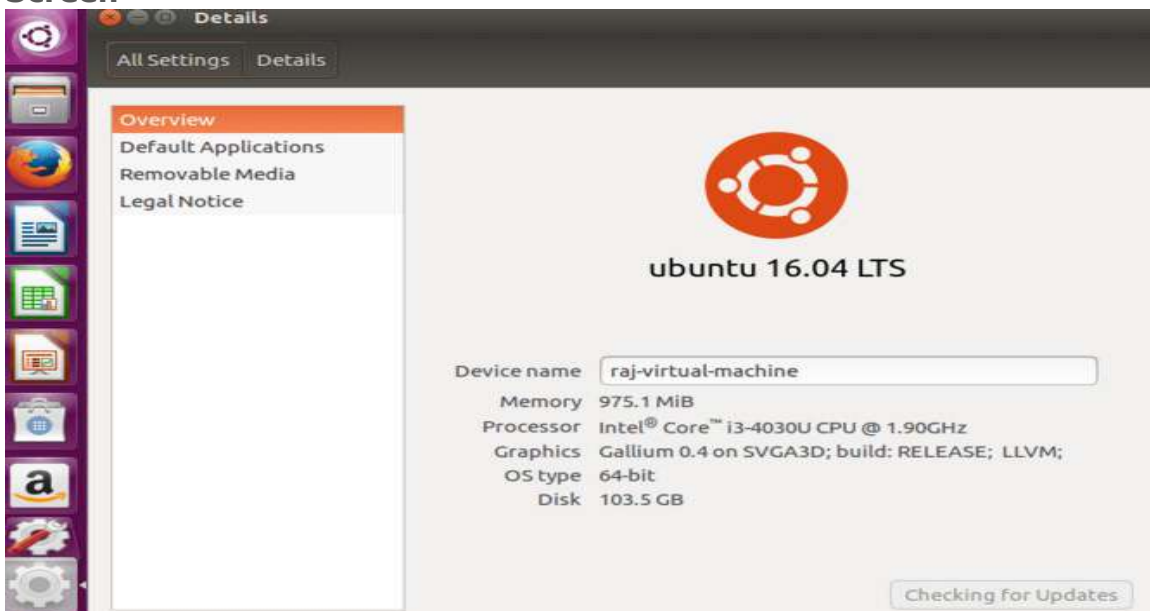 Details
All Settings Details
Overview
Default Applications
Removable Media
Legal Notice
ubuntu 16.04 LTS
Device name raj-virtual-machine
Memory 975.1 MiB
Processor Intel® Core™ i3-4030U CPU @ 1.90GHz
Graphics Gallium 0.4 on SVGA3D; build: RELEASE; LLVM;
OS type 64-bit
Disk 103.5 GB
Checking for Updates
a